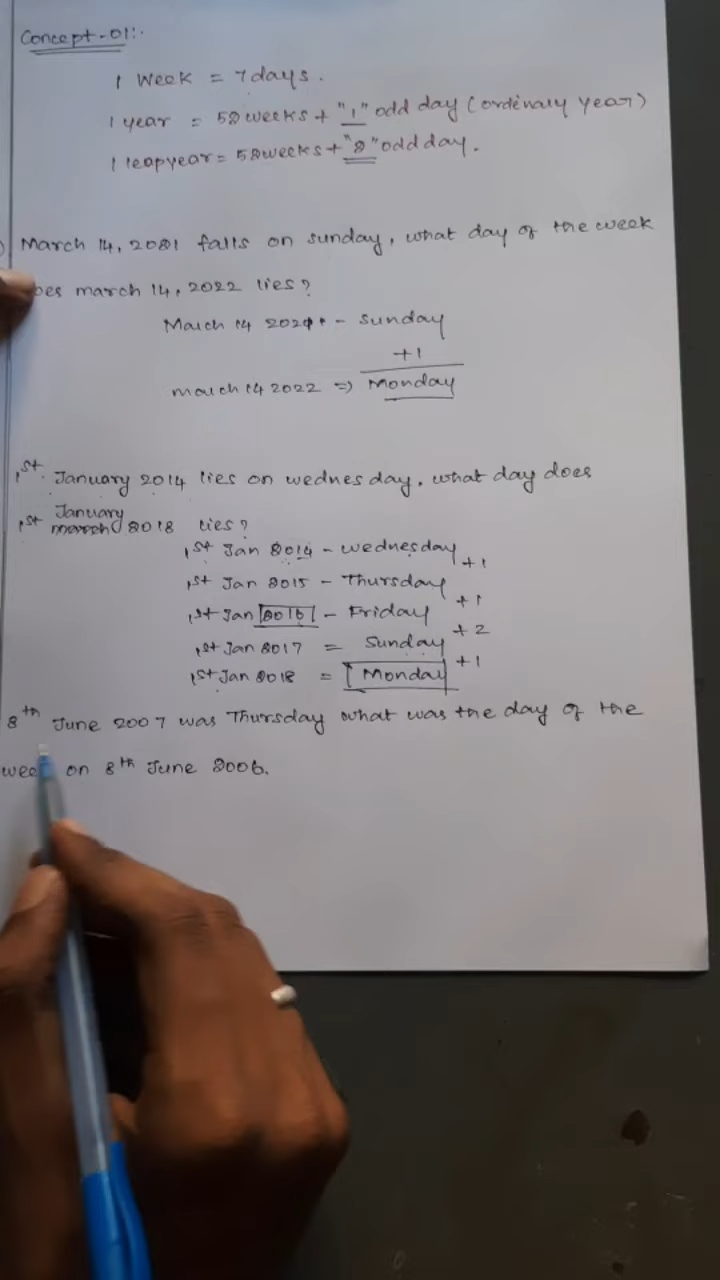 Concept-01:-
1 week = 7days.
1 year = 52 weeks + "1" odd day (ordinary year)
1 leapyear = 52weeks + "2" odd day.
March 14, 2021 falls on sunday, what day of the week
oes march 14, 2022 lies?
March 14 2021 - Sunday
+1
march 14 2022 => Monday
1st January 2014 lies on wednesday, what day does
January
1st march 2018 lies?
1st Jan 2014 - wednesday
+1
1st Jan 2015 - Thursday
+1
1st Jan 2016 - Friday
+2
1st Jan 2017 = Sunday
+1
1st Jan 2018 = Monday
8th June 2007 was Thursday what was the day of the
week on 8th June 2006.